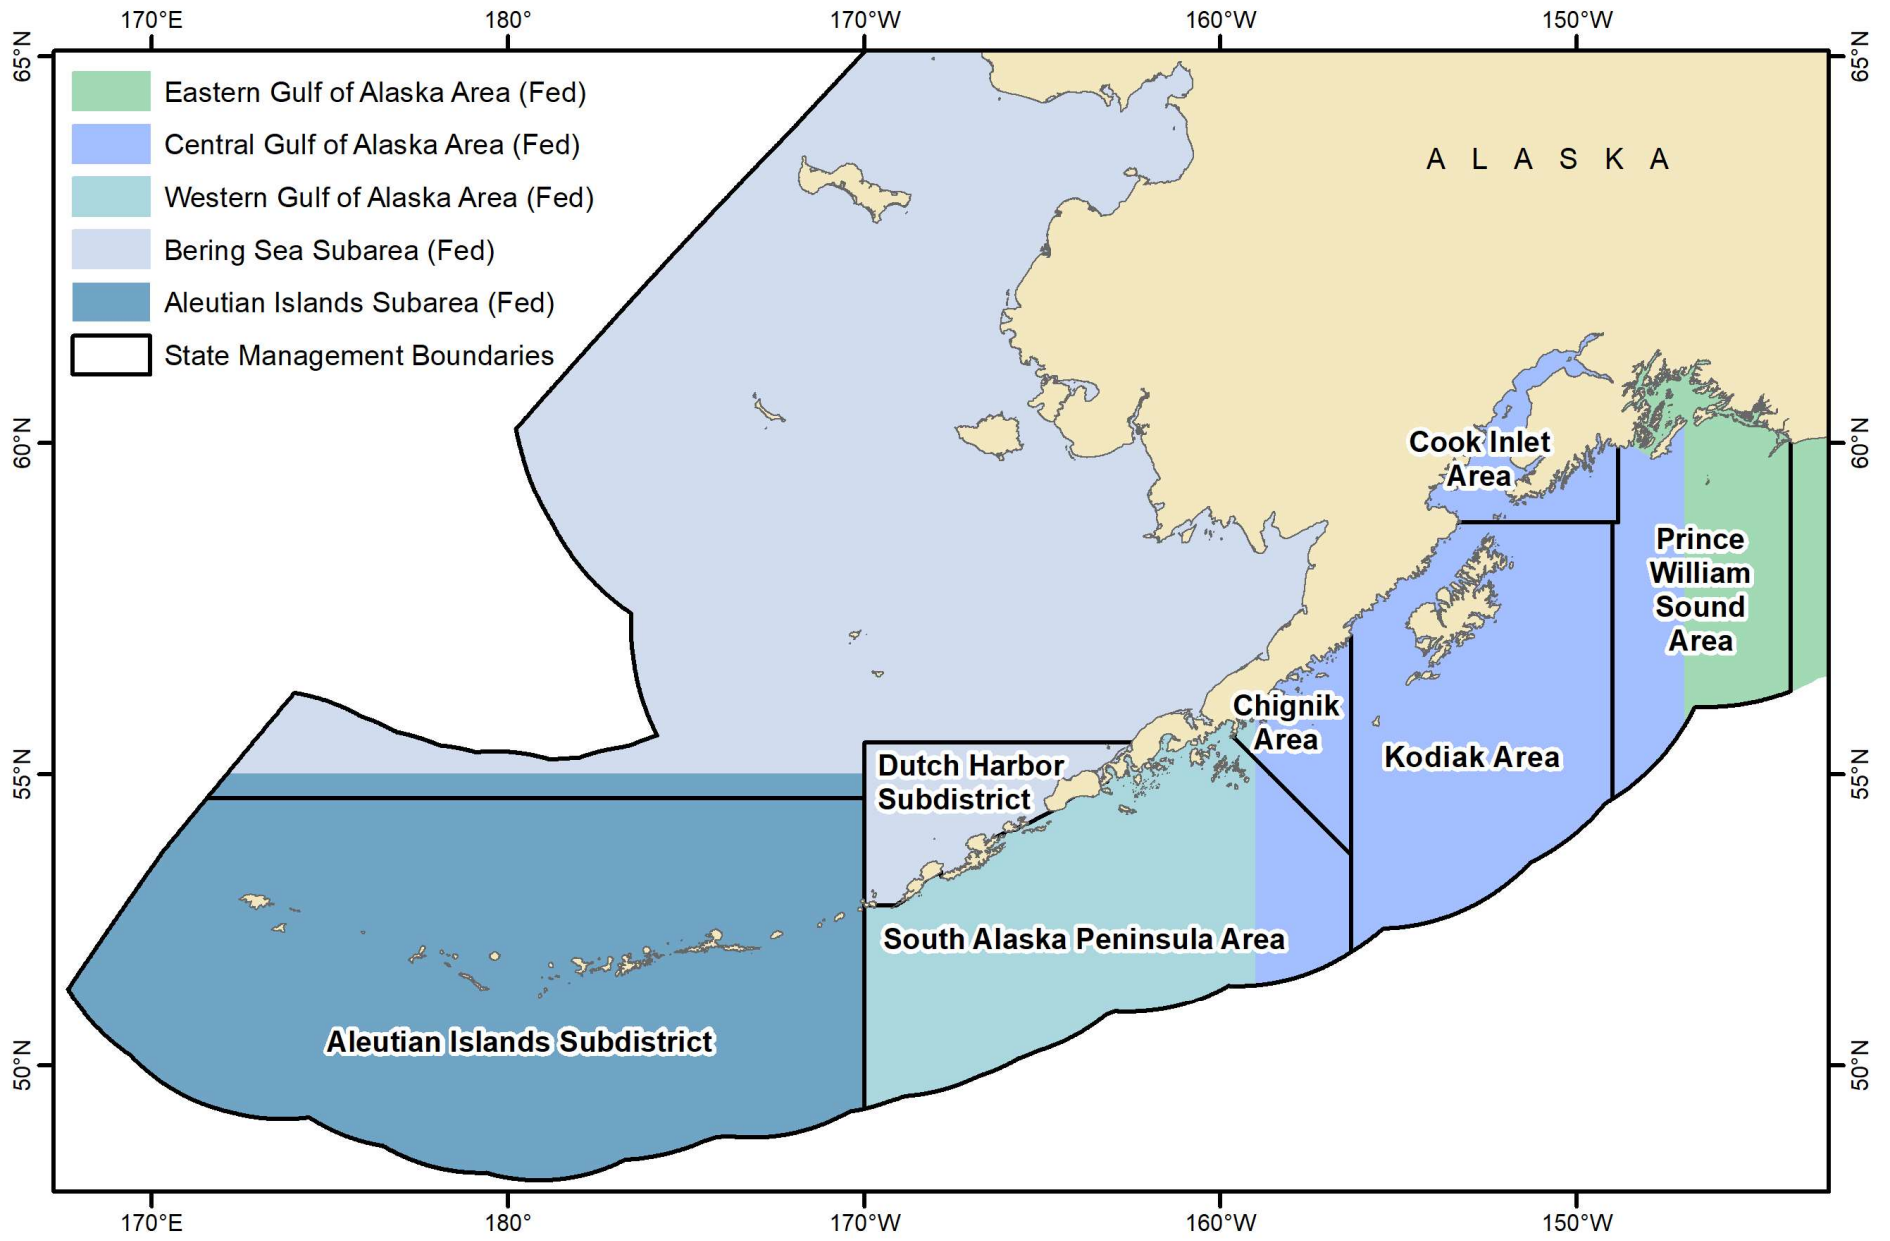 170°E 180° 170°W 160°W 150°W
65°N 65°N
Eastern Gulf of Alaska Area (Fed)
Central Gulf of Alaska Area (Fed)
Western Gulf of Alaska Area (Fed)
Bering Sea Subarea (Fed)
Aleutian Islands Subarea (Fed)
State Management Boundaries
A L A S K A
60°N 60°N
Cook Inlet
Area
Prince
William
Sound
Area
Chignik
Area
Kodiak Area
Dutch Harbor
Subdistrict
55°N 55°N
South Alaska Peninsula Area
Aleutian Islands Subdistrict
50°N 50°N
170°E 180° 170°W 160°W 150°W